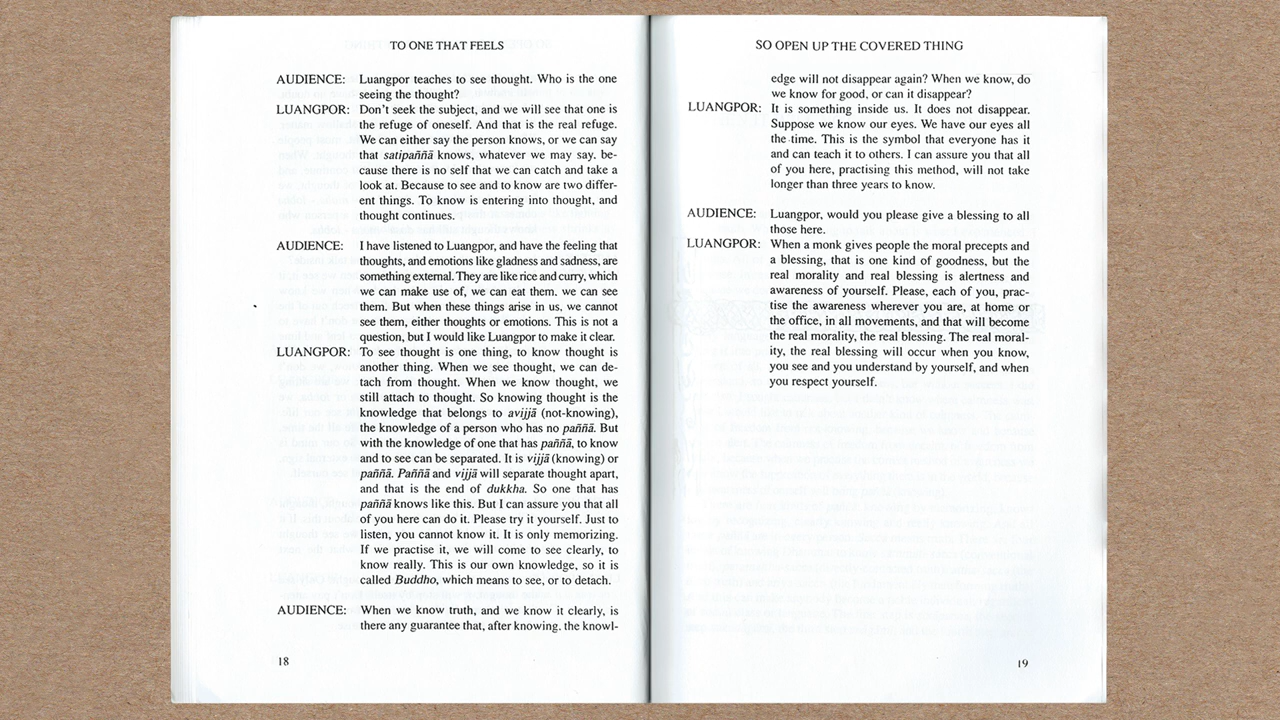 TO ONE THAT FEELS
AUDIENCE: Luangpor teaches to see thought. Who is the one
seeing the thought?
LUANGPOR: Don't seek the subject, and we will see that one is
the refuge of oneself. And that is the real refuge.
We can either say the person knows, or we can say
that satipaññā knows, whatever we may say. be-
cause there is no self that we can catch and take a
look at. Because to see and to know are two differ-
ent things. To know is entering into thought, and
thought continues.
AUDIENCE: I have listened to Luangpor, and have the feeling that
thoughts, and emotions like gladness and sadness, are
something external. They are like rice and curry, which
we can make use of, we can eat them. we can see
them. But when these things arise in us, we cannot
see them, either thoughts or emotions. This is not a
question, but I would like Luangpor to make it clear.
LUANGPOR: To see thought is one thing, to know thought is
another thing. When we see thought, we can de-
tach from thought. When we know thought, we
still attach to thought. So knowing thought is the
knowledge that belongs to avijjā (not-knowing),
the knowledge of a person who has no paññā. But
with the knowledge of one that has paññā, to know
and to see can be separated. It is vijjā (knowing) or
paññā. Paññā and vijjā will separate thought apart,
and that is the end of dukkha. So one that has
paññā knows like this. But I can assure you that all
of you here can do it. Please try it yourself. Just to
listen, you cannot know it. It is only memorizing.
If we practise it, we will come to see clearly, to
know really. This is our own knowledge, so it is
called Buddho, which means to see, or to detach.
AUDIENCE: When we know truth, and we know it clearly, is
there any guarantee that, after knowing. the knowl-
18
SO OPEN UP THE COVERED THING
edge will not disappear again? When we know, do
we know for good, or can it disappear?
LUANGPOR: It is something inside us. It does not disappear.
Suppose we know our eyes. We have our eyes all
the time. This is the symbol that everyone has it
and can teach it to others. I can assure you that all
of you here, practising this method, will not take
longer than three years to know.
AUDIENCE: Luangpor, would you please give a blessing to all
those here.
LUANGPOR: When a monk gives people the moral precepts and
a blessing, that is one kind of goodness, but the
real morality and real blessing is alertness and
awareness of yourself. Please, each of you, prac-
tise the awareness wherever you are, at home or
the office, in all movements, and that will become
the real morality, the real blessing. The real moral-
ity, the real blessing will occur when you know,
you see and you understand by yourself, and when
you respect yourself.
19